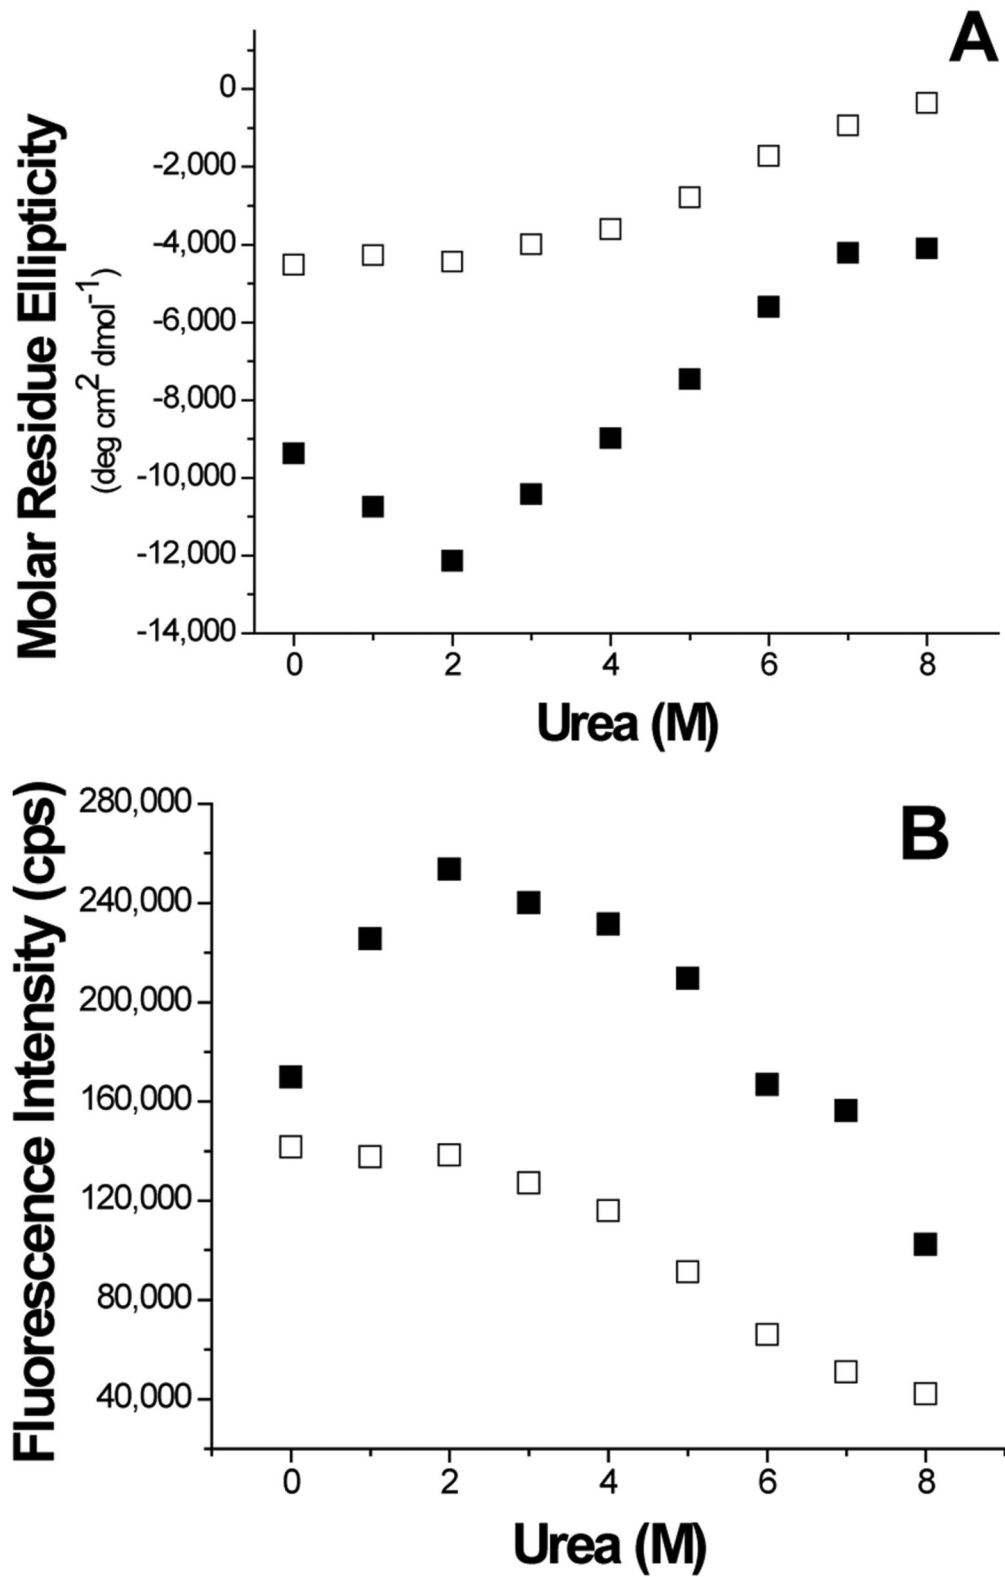 A
Molar Residue Ellipticity
(deg cm² dmol⁻¹)
0
-2,000
-4,000
-6,000
-8,000
-10,000
-12,000
-14,000
0 2 4 6 8
Urea (M)
B
Fluorescence Intensity (cps)
280,000
240,000
200,000
160,000
120,000
80,000
40,000
0 2 4 6 8
Urea (M)